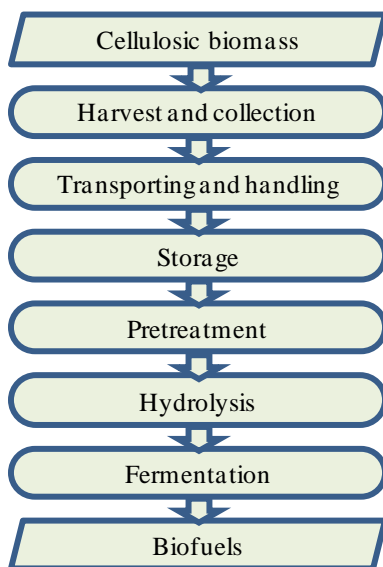 Cellulosic biomass
Harvest and collection
Transporting and handling
Storage
Pretreatment
Hydrolysis
Fermentation
Biofuels